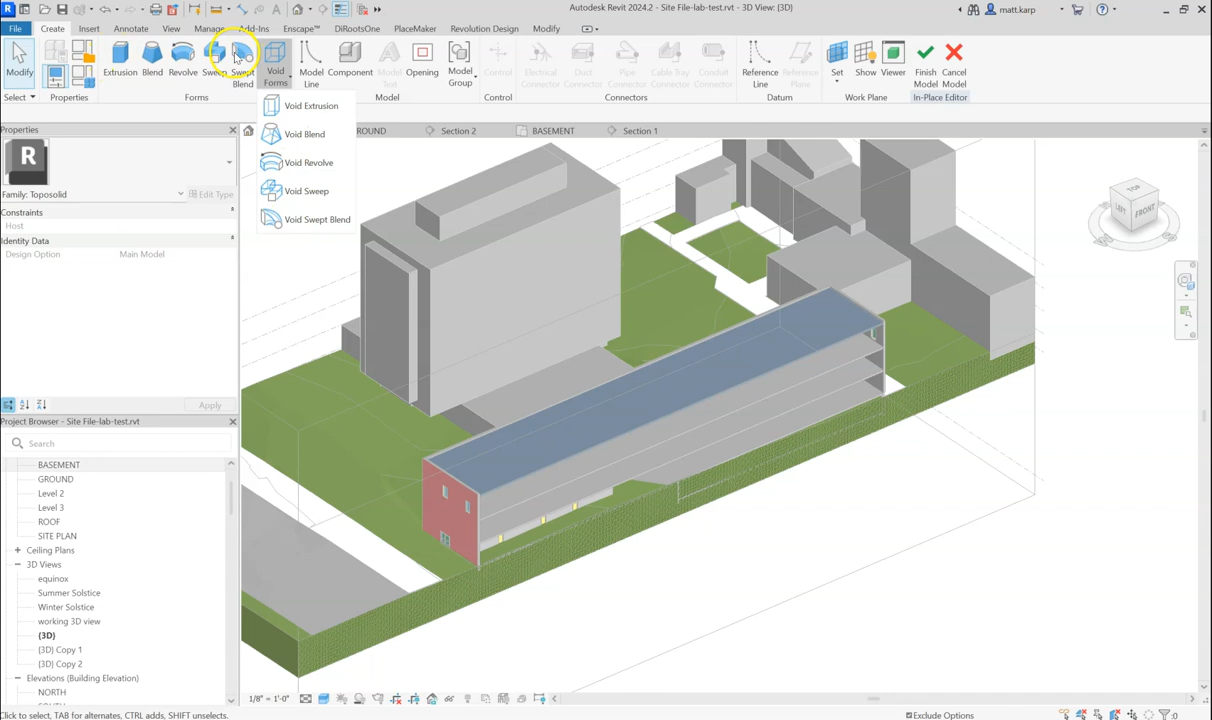 Autodesk Revit 2024.2 - Site File-lab-test.rvt - 3D View: {3D}
matt.karp
File Create Insert Annotate View Manage Add-Ins Enscape™ DiRootsOne PlaceMaker Revolution Design Modify
Modify
Extrusion Blend Revolve Sweep Swept Blend Void Forms
Model Line Component Model Text Opening Model Group Control Electrical Connector Duct Connector Pipe Connector Cable Tray Connector Conduit Connector Reference Line Reference Plane Set Show Viewer Finish Model Cancel Model
Select Properties Forms Model Control Connectors Datum Work Plane In-Place Editor
Void Extrusion
Void Blend
Void Revolve
Void Sweep
Void Swept Blend
Properties
ROUND Section 2 BASEMENT Section 1
R
Family: Toposolid Edit Type
Constraints
Host
Identity Data
Design Option Main Model
Apply
Project Browser - Site File-lab-test.rvt
Search
BASEMENT
GROUND
Level 2
Level 3
ROOF
SITE PLAN
Ceiling Plans
3D Views
equinox
Summer Solstice
Winter Solstice
working 3D view
{3D}
{3D} Copy 1
{3D} Copy 2
Elevations (Building Elevation)
NORTH
TOP
LEFT FRONT
1/8" = 1'-0"
Click to select, TAB for alternates, CTRL adds, SHIFT unselects.
Exclude Options
:0